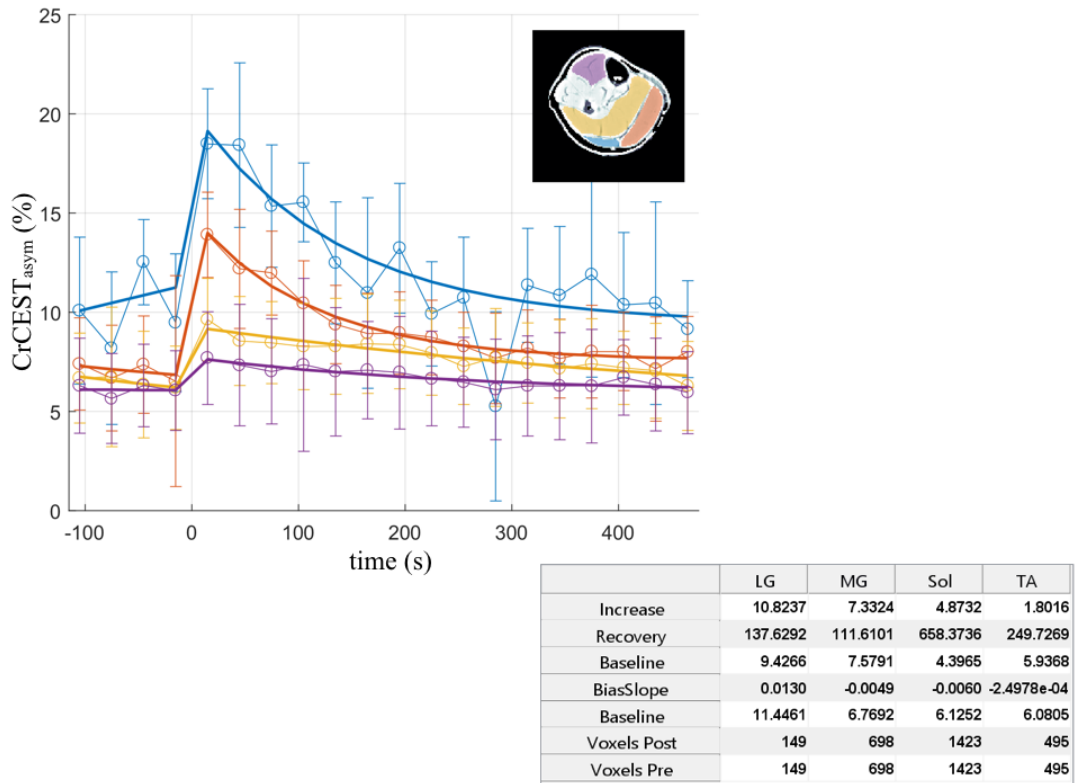 25
20
15
10
5
0
CrCEST_asym (%)
-100 0 100 200 300 400
time (s)
LG MG Sol TA
Increase 10.8237 7.3324 4.8732 1.8016
Recovery 137.6292 111.6101 658.3736 249.7269
Baseline 9.4266 7.5791 4.3965 5.9368
BiasSlope 0.0130 -0.0049 -0.0060 -2.4978e-04
Baseline 11.4461 6.7692 6.1252 6.0805
Voxels Post 149 698 1423 495
Voxels Pre 149 698 1423 495